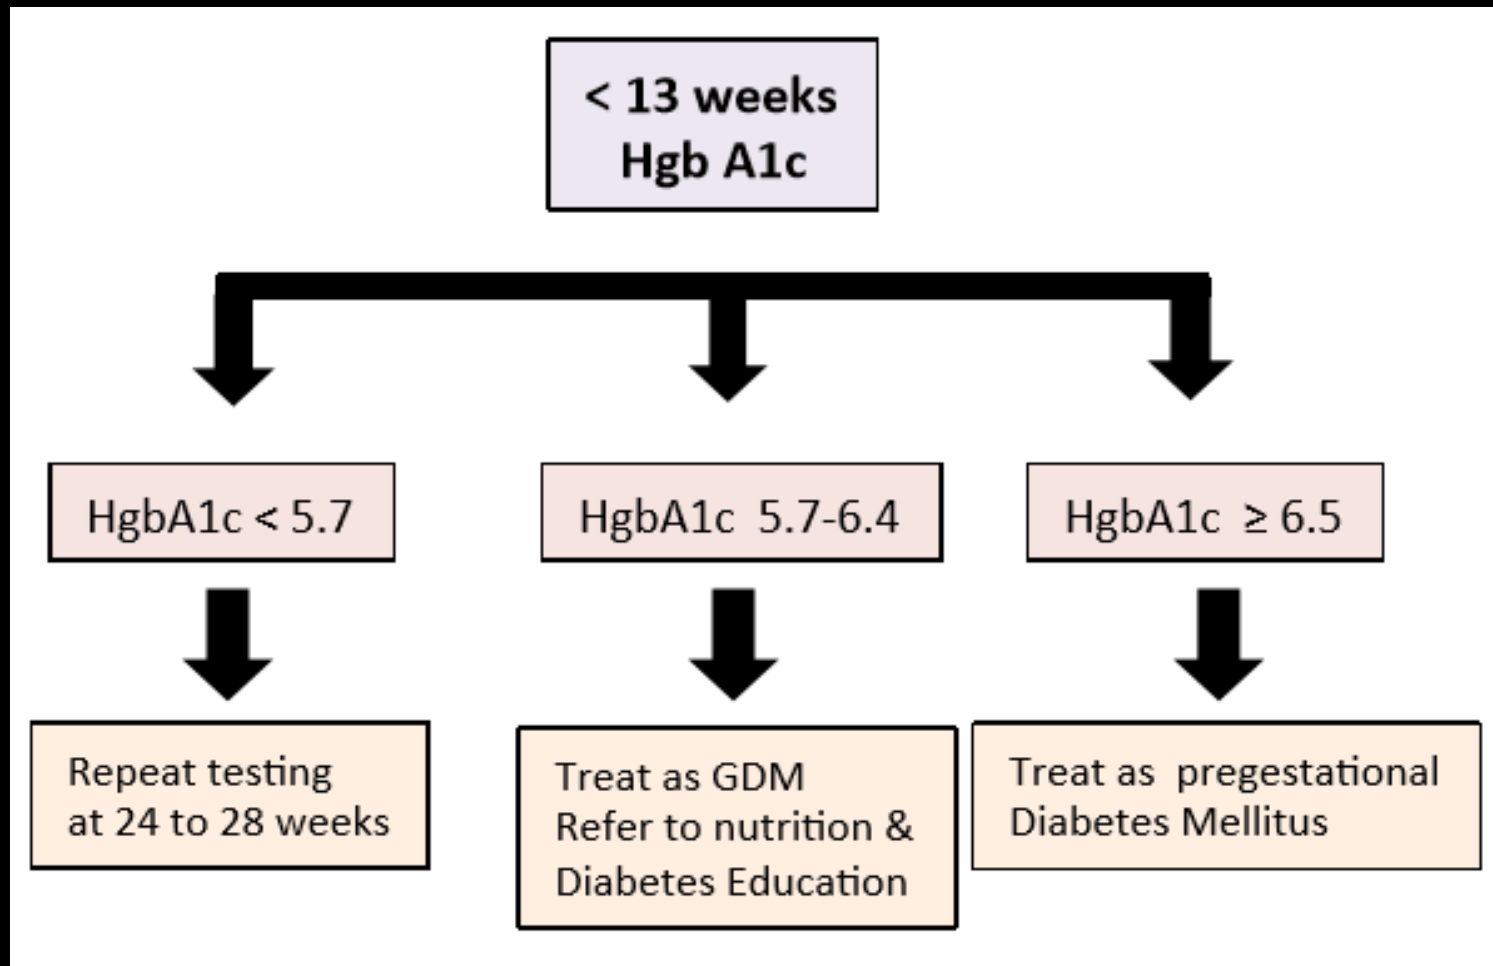 < 13 weeks
Hgb A1c
HgbA1c < 5.7
HgbA1c 5.7-6.4
HgbA1c ≥ 6.5
Repeat testing
at 24 to 28 weeks
Treat as GDM
Refer to nutrition &
Diabetes Education
Treat as pregestational
Diabetes Mellitus